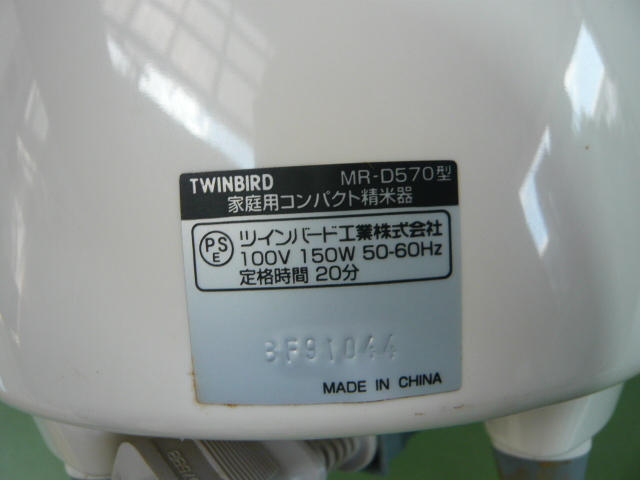 TWINBIRD MR-D570型
家庭用コンパクト精米器
PSE ツインバード工業株式会社
100V 150W 50-60Hz
定格時間 20分
BF91044
MADE IN CHINA